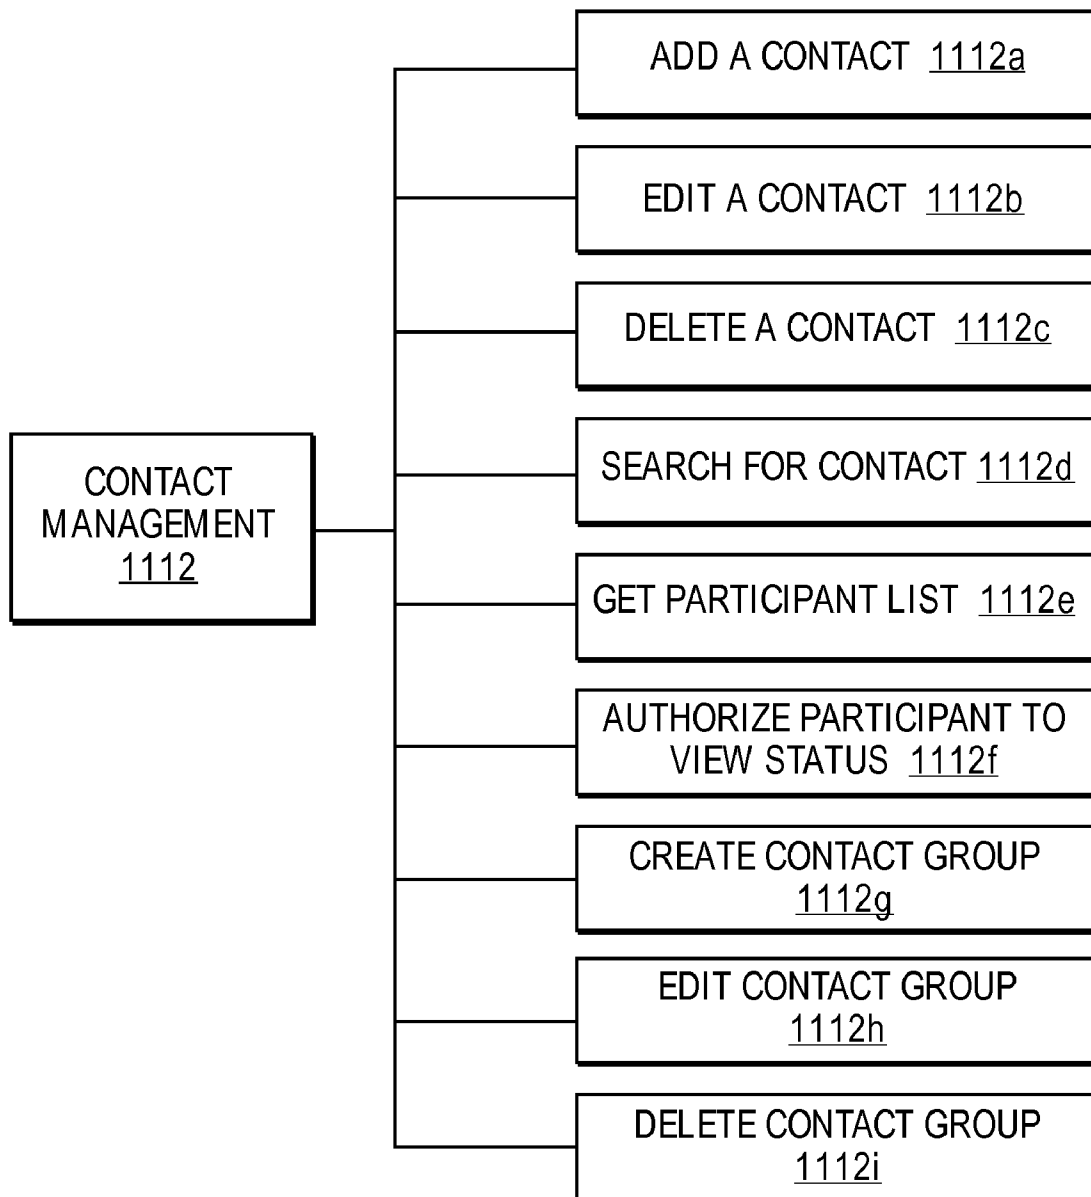 ADD A CONTACT 1112a
EDIT A CONTACT 1112b
DELETE A CONTACT 1112c
SEARCH FOR CONTACT 1112d
CONTACT
MANAGEMENT
1112
GET PARTICIPANT LIST 1112e
AUTHORIZE PARTICIPANT TO
VIEW STATUS 1112f
CREATE CONTACT GROUP
1112g
EDIT CONTACT GROUP
1112h
DELETE CONTACT GROUP
1112i